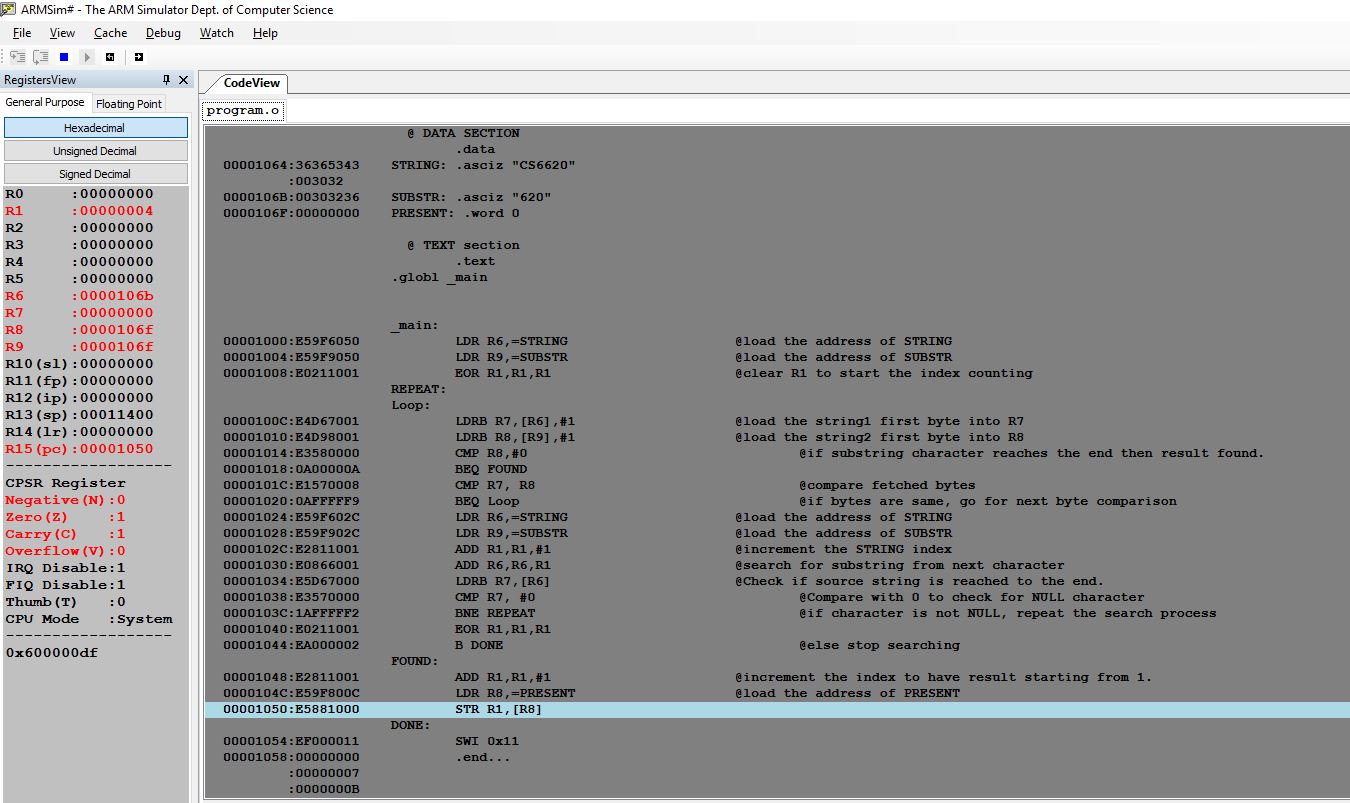 ARMSim# - The ARM Simulator Dept. of Computer Science
File View Cache Debug Watch Help
RegistersView
CodeView
General Purpose Floating Point
program.o
Hexadecimal
Unsigned Decimal
Signed Decimal
R0 :00000000
R1 :00000004
R2 :00000000
R3 :00000000
R4 :00000000
R5 :00000000
R6 :0000106b
R7 :00000000
R8 :0000106f
R9 :0000106f
R10(sl):00000000
R11(fp):00000000
R12(ip):00000000
R13(sp):00011400
R14(lr):00000000
R15(pc):00001050
--------------------
CPSR Register
Negative(N):0
Zero(Z) :1
Carry(C) :1
Overflow(V):0
IRQ Disable:1
FIQ Disable:1
Thumb(T) :0
CPU Mode :System
--------------------
0x600000df
@ DATA SECTION
.data
00001064:36365343 STRING: .asciz "CS6620"
:003032
0000106B:00303236 SUBSTR: .asciz "620"
0000106F:00000000 PRESENT: .word 0
@ TEXT section
.text
.globl _main
_main:
00001000:E59F6050 LDR R6,=STRING @load the address of STRING
00001004:E59F9050 LDR R9,=SUBSTR @load the address of SUBSTR
00001008:E0211001 EOR R1,R1,R1 @clear R1 to start the index counting
REPEAT:
Loop:
0000100C:E4D67001 LDRB R7,[R6],#1 @load the string1 first byte into R7
00001010:E4D98001 LDRB R8,[R9],#1 @load the string2 first byte into R8
00001014:E3580000 CMP R8,#0 @if substring character reaches the end then result found.
00001018:0A00000A BEQ FOUND
0000101C:E1570008 CMP R7, R8 @compare fetched bytes
00001020:0AFFFFF9 BEQ Loop @if bytes are same, go for next byte comparison
00001024:E59F602C LDR R6,=STRING @load the address of STRING
00001028:E59F902C LDR R9,=SUBSTR @load the address of SUBSTR
0000102C:E2811001 ADD R1,R1,#1 @increment the STRING index
00001030:E0866001 ADD R6,R6,R1 @search for substring from next character
00001034:E5D67000 LDRB R7,[R6] @Check if source string is reached to the end.
00001038:E3570000 CMP R7, #0 @Compare with 0 to check for NULL character
0000103C:1AFFFFF2 BNE REPEAT @if character is not NULL, repeat the search process
00001040:E0211001 EOR R1,R1,R1
00001044:EA000002 B DONE @else stop searching
FOUND:
00001048:E2811001 ADD R1,R1,#1 @increment the index to have result starting from 1.
0000104C:E59F800C LDR R8,=PRESENT @load the address of PRESENT
00001050:E5881000 STR R1,[R8]
DONE:
00001054:EF000011 SWI 0x11
00001058:00000000 .end...
:00000007
:0000000B